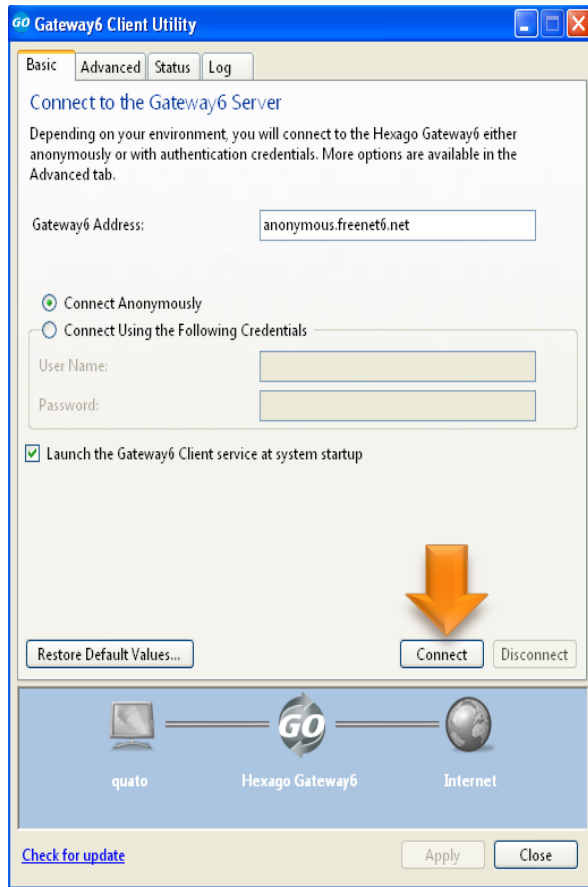 GO Gateway6 Client Utility
Basic Advanced Status Log
Connect to the Gateway6 Server
Depending on your environment, you will connect to the Hexago Gateway6 either
anonymously or with authentication credentials. More options are available in the
Advanced tab.
Gateway6 Address: anonymous.freenet6.net
Connect Anonymously
Connect Using the Following Credentials
User Name:
Password:
Launch the Gateway6 Client service at system startup
Restore Default Values... Connect Disconnect
GO
quato Hexago Gateway6 Internet
Check for update Apply Close